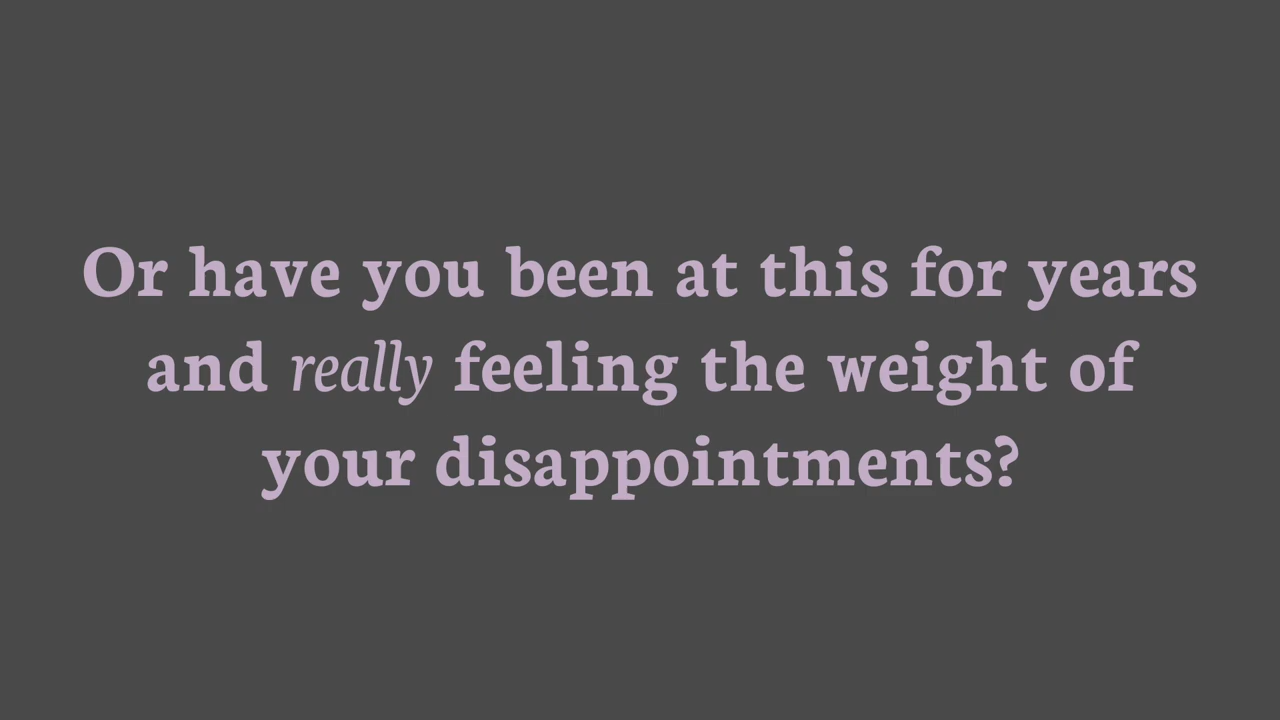 Or have you been at this for years
and really feeling the weight of
your disappointments?